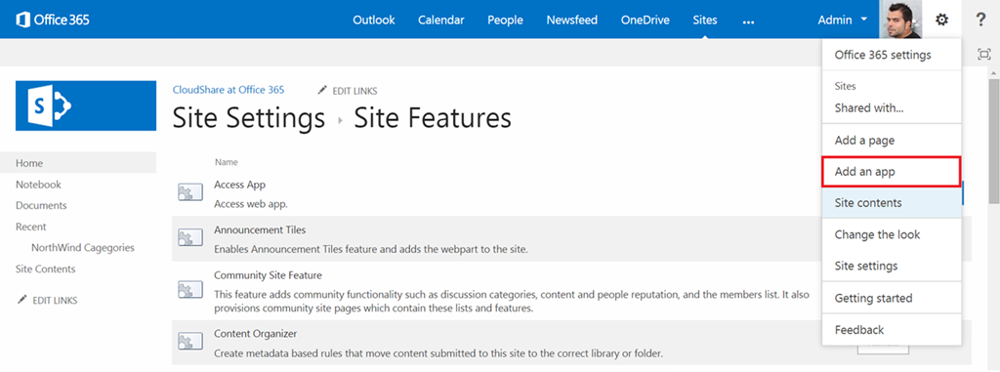 Office 365
Outlook
Calendar
People
Newsfeed
OneDrive
Sites
...
Admin
?
Office 365 settings
Sites
Shared with...
Add a page
Add an app
Site contents
Change the look
Site settings
Getting started
Feedback
S
CloudShare at Office 365
EDIT LINKS
Site Settings ▸ Site Features
Home
Notebook
Documents
Recent
NorthWind Cagegories
Site Contents
EDIT LINKS
Name
Access App
Access web app.
Announcement Tiles
Enables Announcement Tiles feature and adds the webpart to the site.
Community Site Feature
This feature adds community functionality such as discussion categories, content and people reputation, and the members list. It also
provisions community site pages which contain these lists and features.
Content Organizer
Create metadata based rules that move content submitted to this site to the correct library or folder.